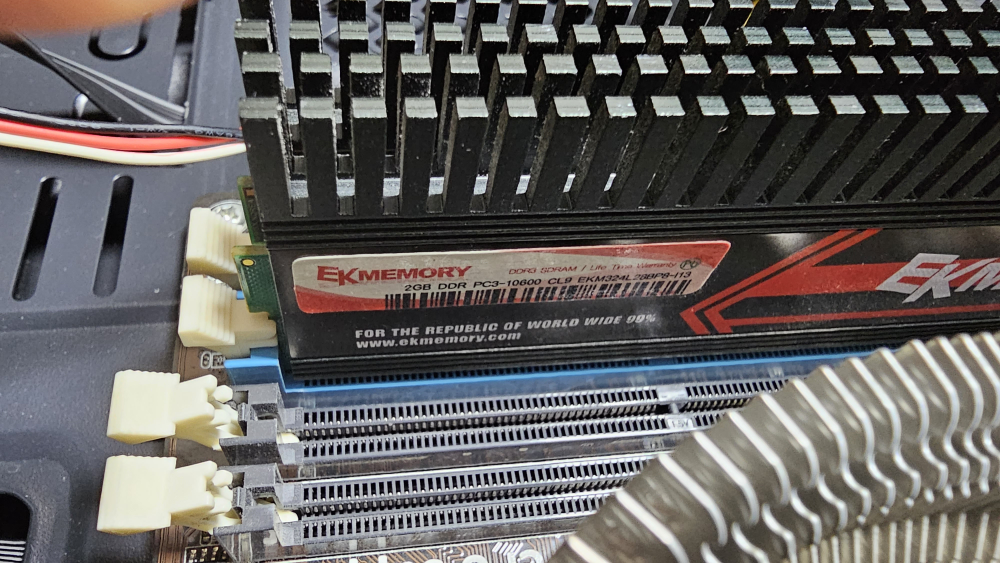 EKMEMORY
DDR3 SDRAM / Life Time Warranty
2GB DDR PC3-10600 CL9
FOR THE REPUBLIC OF WORLD WIDE 99%
www.ekmemory.com
EKM